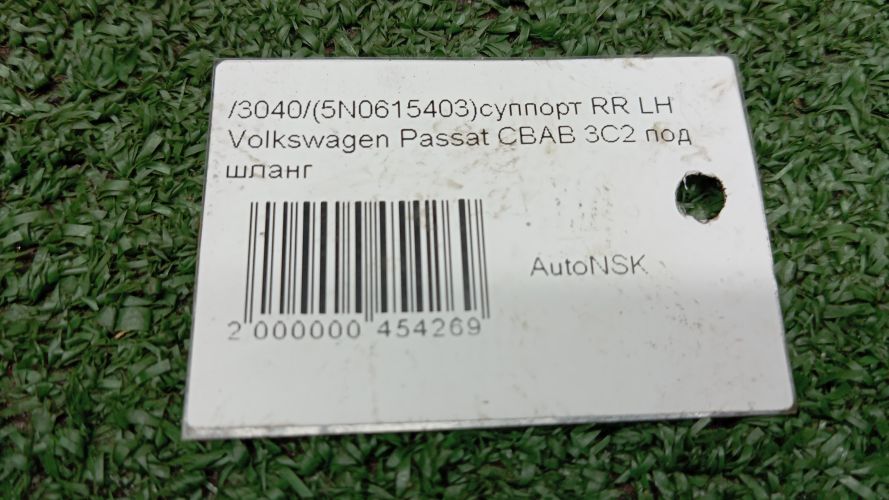 /3040/(5N0615403)суппорт RR LH
Volkswagen Passat CBAB 3C2 под
шланг
AutoNSK
2 000000 454269